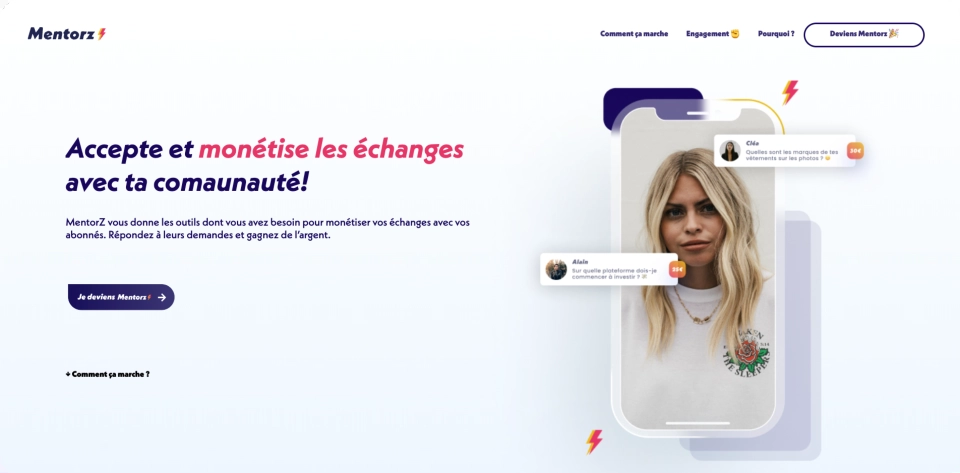 Mentorz
Comment ça marche
Engagement ✊
Pourquoi ?
Deviens Mentors 🎉
Accepte et monétise les échanges
avec ta comaunauté!
MentorZ vous donne les outils dont vous avez besoin pour monétiser vos échanges avec vos
abonnés. Répondez à leurs demandes et gagnez de l'argent.
Je deviens Mentorz →
+ Comment ça marche ?
Cléa
Quelles sont les marques de tes
vêtements sur les photos ?
Alain
Sur quelle plateforme dois-je
commencer à investir ?
THE SLEEPERS